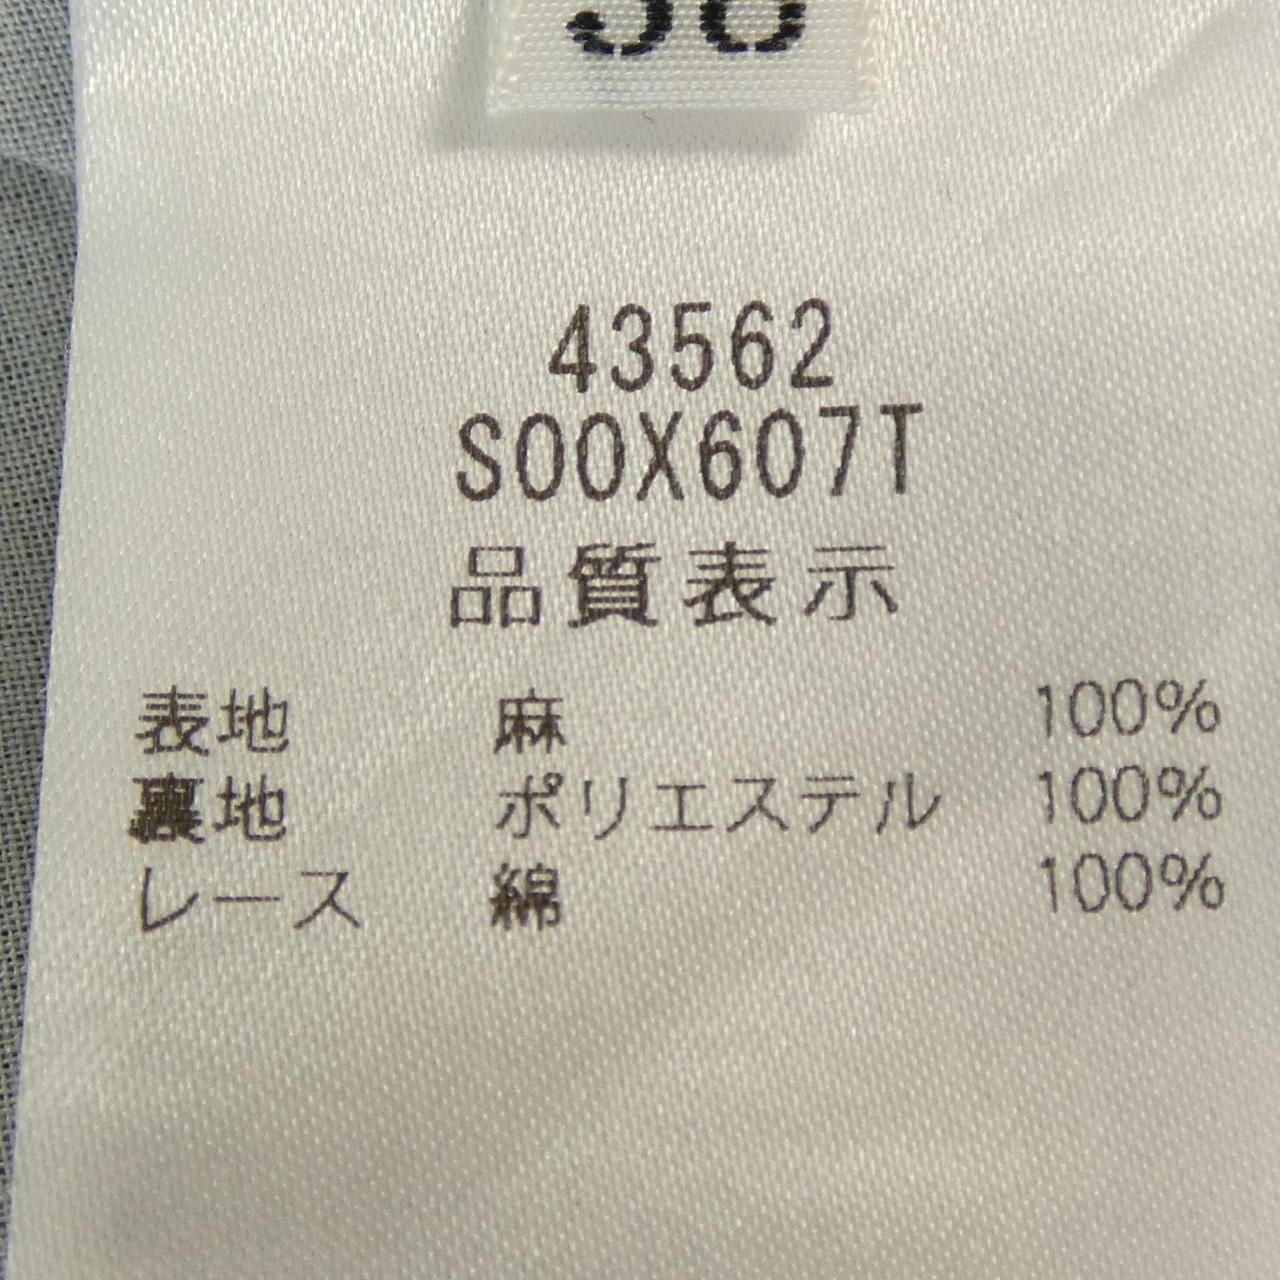 43562
S00X607T
品質表示
表地 麻 100%
裏地 ポリエステル 100%
レース 綿 100%